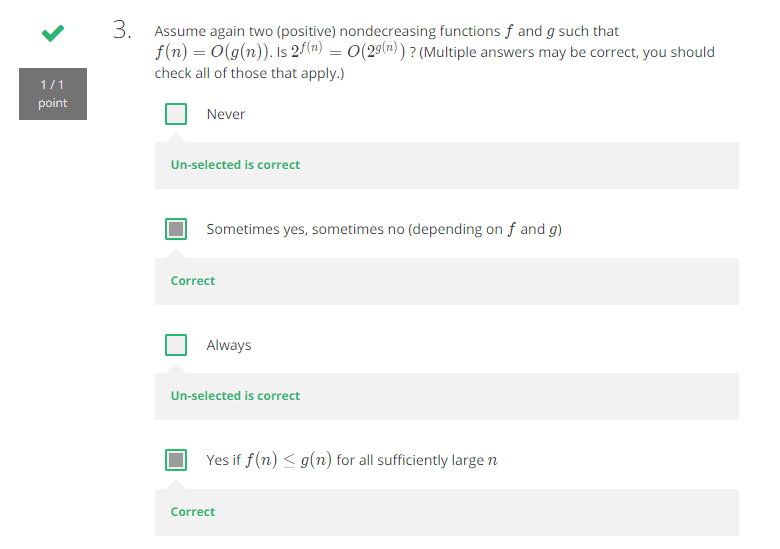 3. Assume again two (positive) nondecreasing functions f and g such that
f(n) = O(g(n)). Is 2^{f(n)} = O(2^{g(n)}) ? (Multiple answers may be correct, you should
check all of those that apply.)
1 / 1
point
Never
Un-selected is correct
Sometimes yes, sometimes no (depending on f and g)
Correct
Always
Un-selected is correct
Yes if f(n) ≤ g(n) for all sufficiently large n
Correct